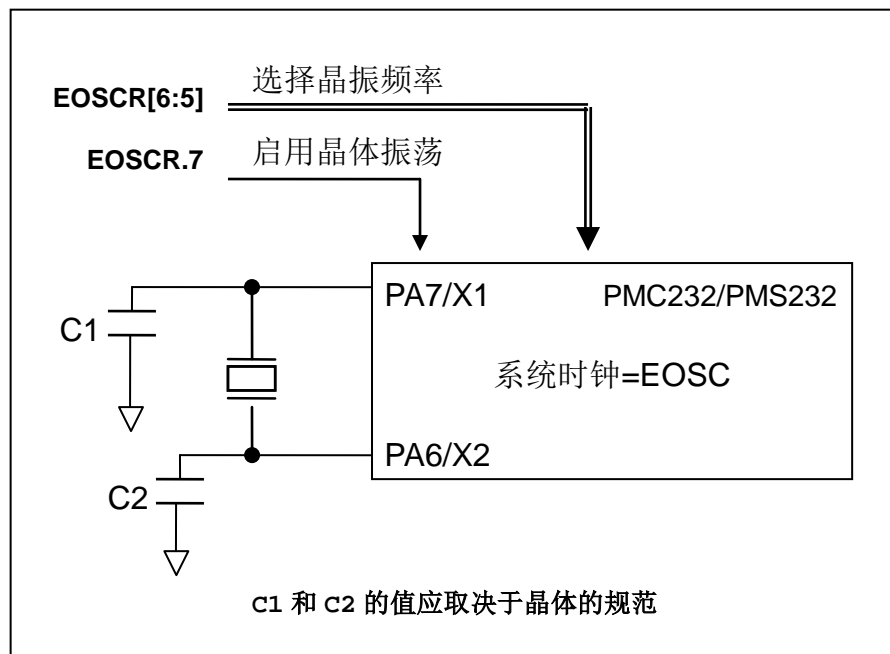 选择晶振频率
EOSCR[6:5]
启用晶体振荡
EOSCR.7
PA7/X1
PMC232/PMS232
C1
系统时钟=EOSC
PA6/X2
C2
C1 和 C2 的值应取决于晶体的规范